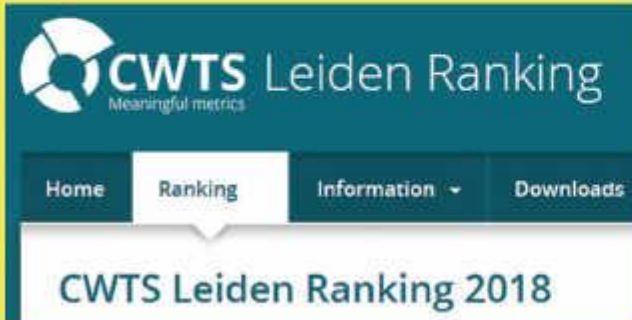 CWTS Leiden Ranking
Meaningful metrics
Home Ranking Information Downloads
CWTS Leiden Ranking 2018